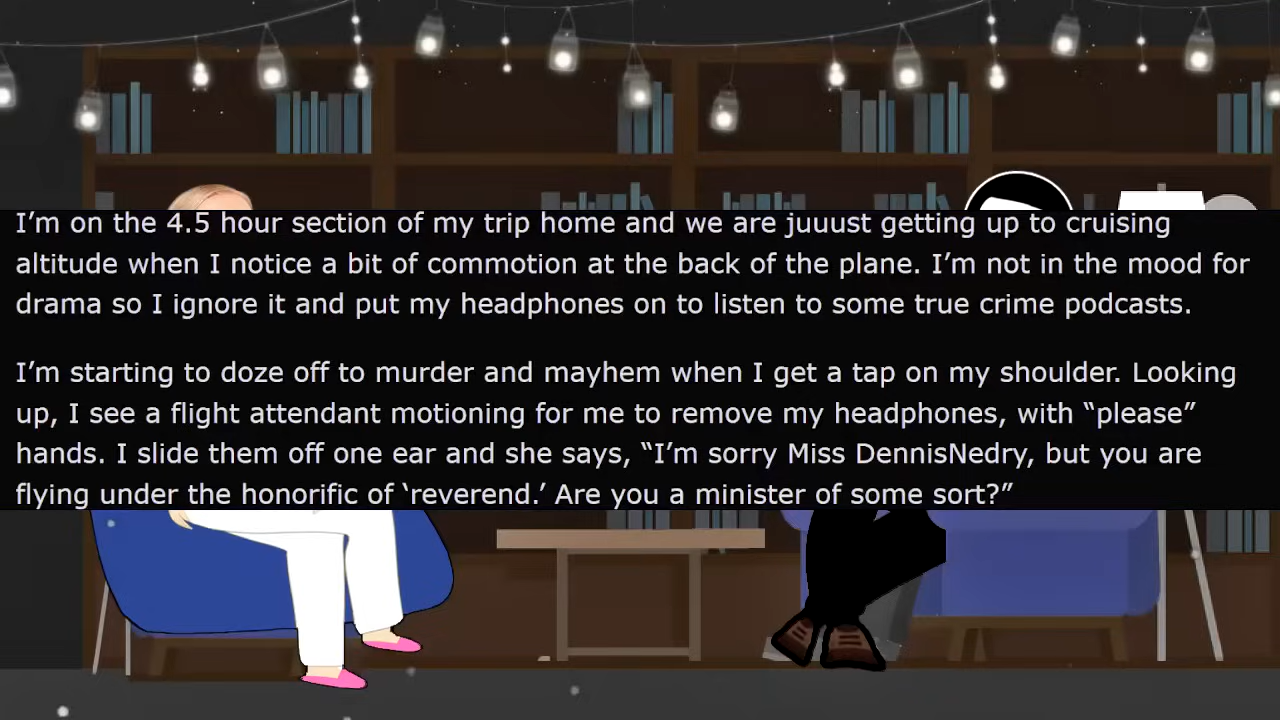 I’m on the 4.5 hour section of my trip home and we are juuust getting up to cruising
altitude when I notice a bit of commotion at the back of the plane. I’m not in the mood for
drama so I ignore it and put my headphones on to listen to some true crime podcasts.
I’m starting to doze off to murder and mayhem when I get a tap on my shoulder. Looking
up, I see a flight attendant motioning for me to remove my headphones, with “please”
hands. I slide them off one ear and she says, “I’m sorry Miss DennisNedry, but you are
flying under the honorific of ‘reverend.’ Are you a minister of some sort?”